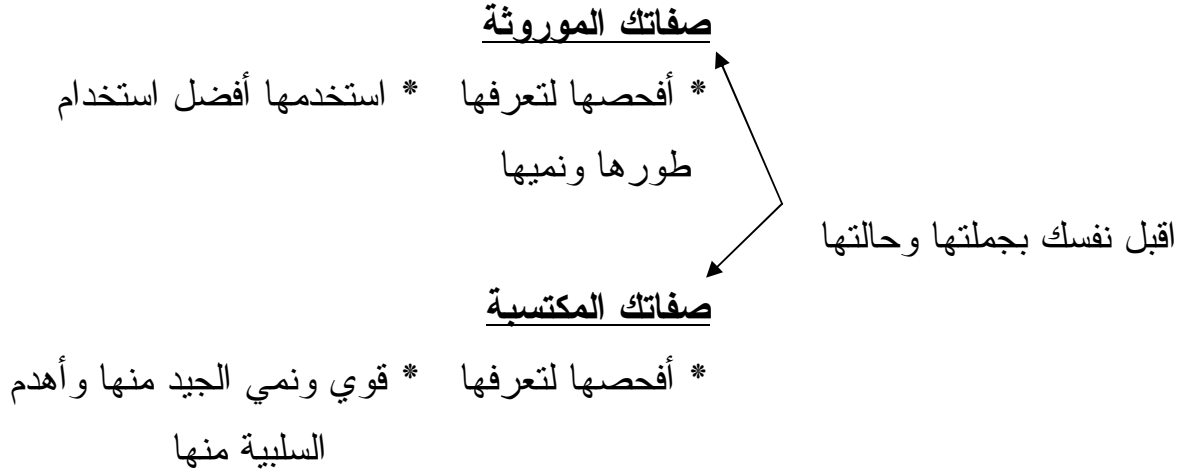 صفاتك الموروثة
* أفحصها لتعرفها * استخدمها أفضل استخدام
طورها ونميها
اقبل نفسك بجملتها وحالتها
صفاتك المكتسبة
* أفحصها لتعرفها * قوي ونمي الجيد منها وأهدم
السلبية منها